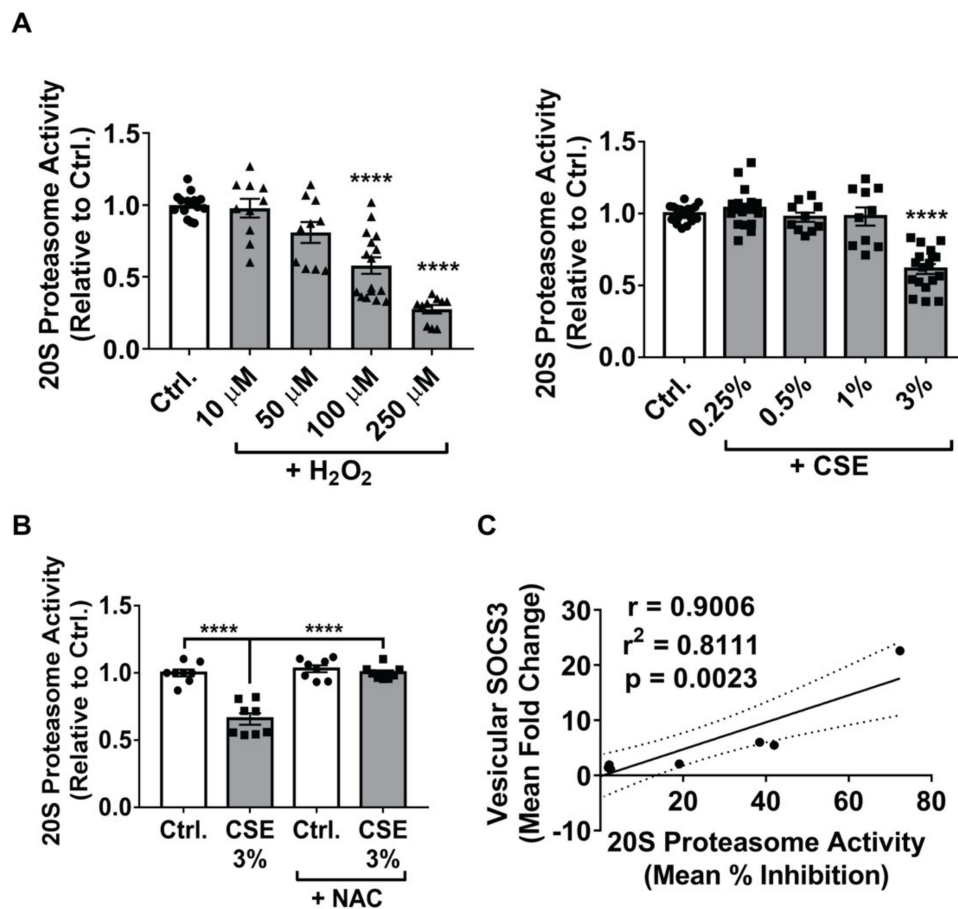 A
20S Proteasome Activity
(Relative to Ctrl.)
1.5
1.0
0.5
0.0
****
****
Ctrl.
10 μM
50 μM
100 μM
250 μM
+ H₂O₂
20S Proteasome Activity
(Relative to Ctrl.)
1.5
1.0
0.5
0.0
****
Ctrl.
0.25%
0.5%
1%
3%
+ CSE
B
20S Proteasome Activity
(Relative to Ctrl.)
1.5
1.0
0.5
0.0
****
****
Ctrl.
CSE
3%
Ctrl.
CSE
3%
+ NAC
C
Vesicular SOCS3
(Mean Fold Change)
30
20
10
0
-10
r = 0.9006
r² = 0.8111
p = 0.0023
20
40
60
80
20S Proteasome Activity
(Mean % Inhibition)